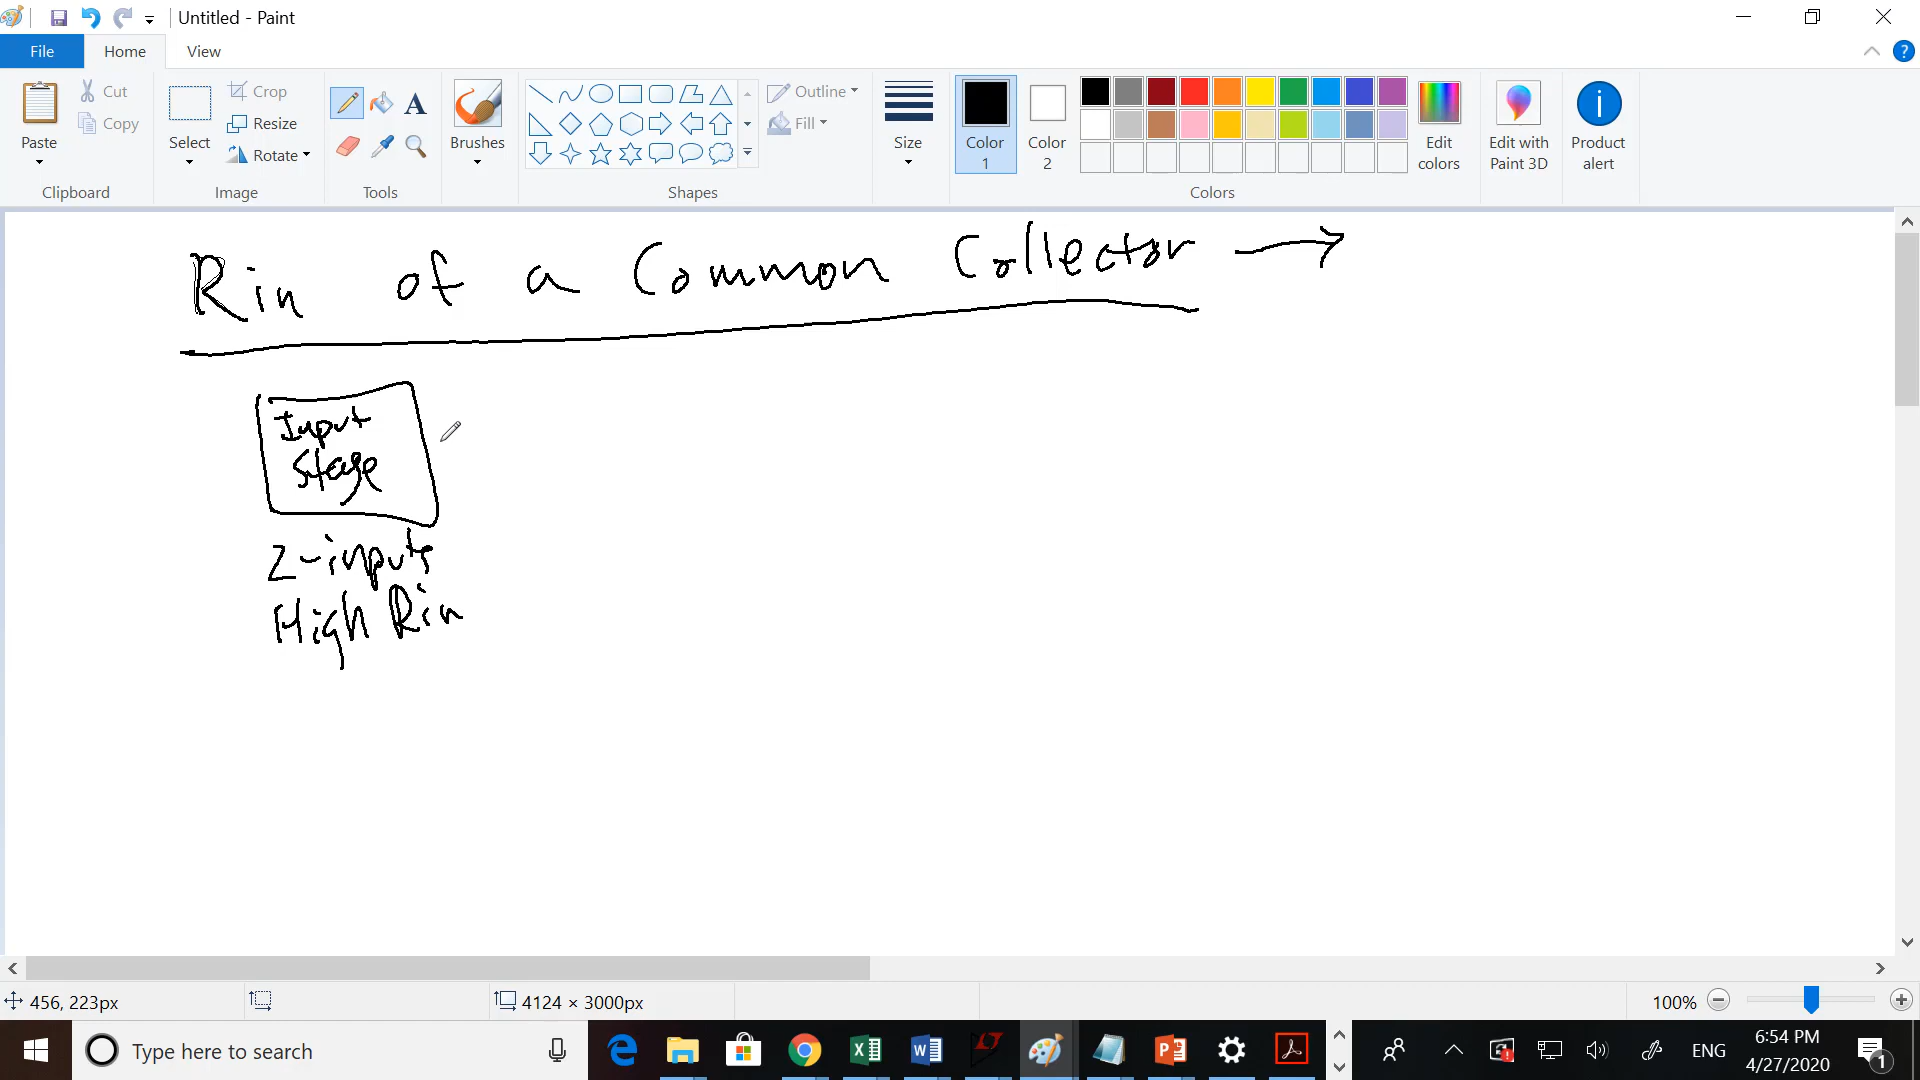 Untitled - Paint
File Home View
Paste
Cut
Copy
Clipboard
Select
Crop
Resize
Rotate
Image
A
Tools
Brushes
Shapes
Outline
Fill
Size
Color 1
Color 2
Colors
Edit colors
Edit with Paint 3D
Product alert
Rin of a Common Collector →
Input
Stage
2-inputs
High Rin
456, 223px
4124 × 3000px
100%
Type here to search
ENG
6:54 PM
4/27/2020
1